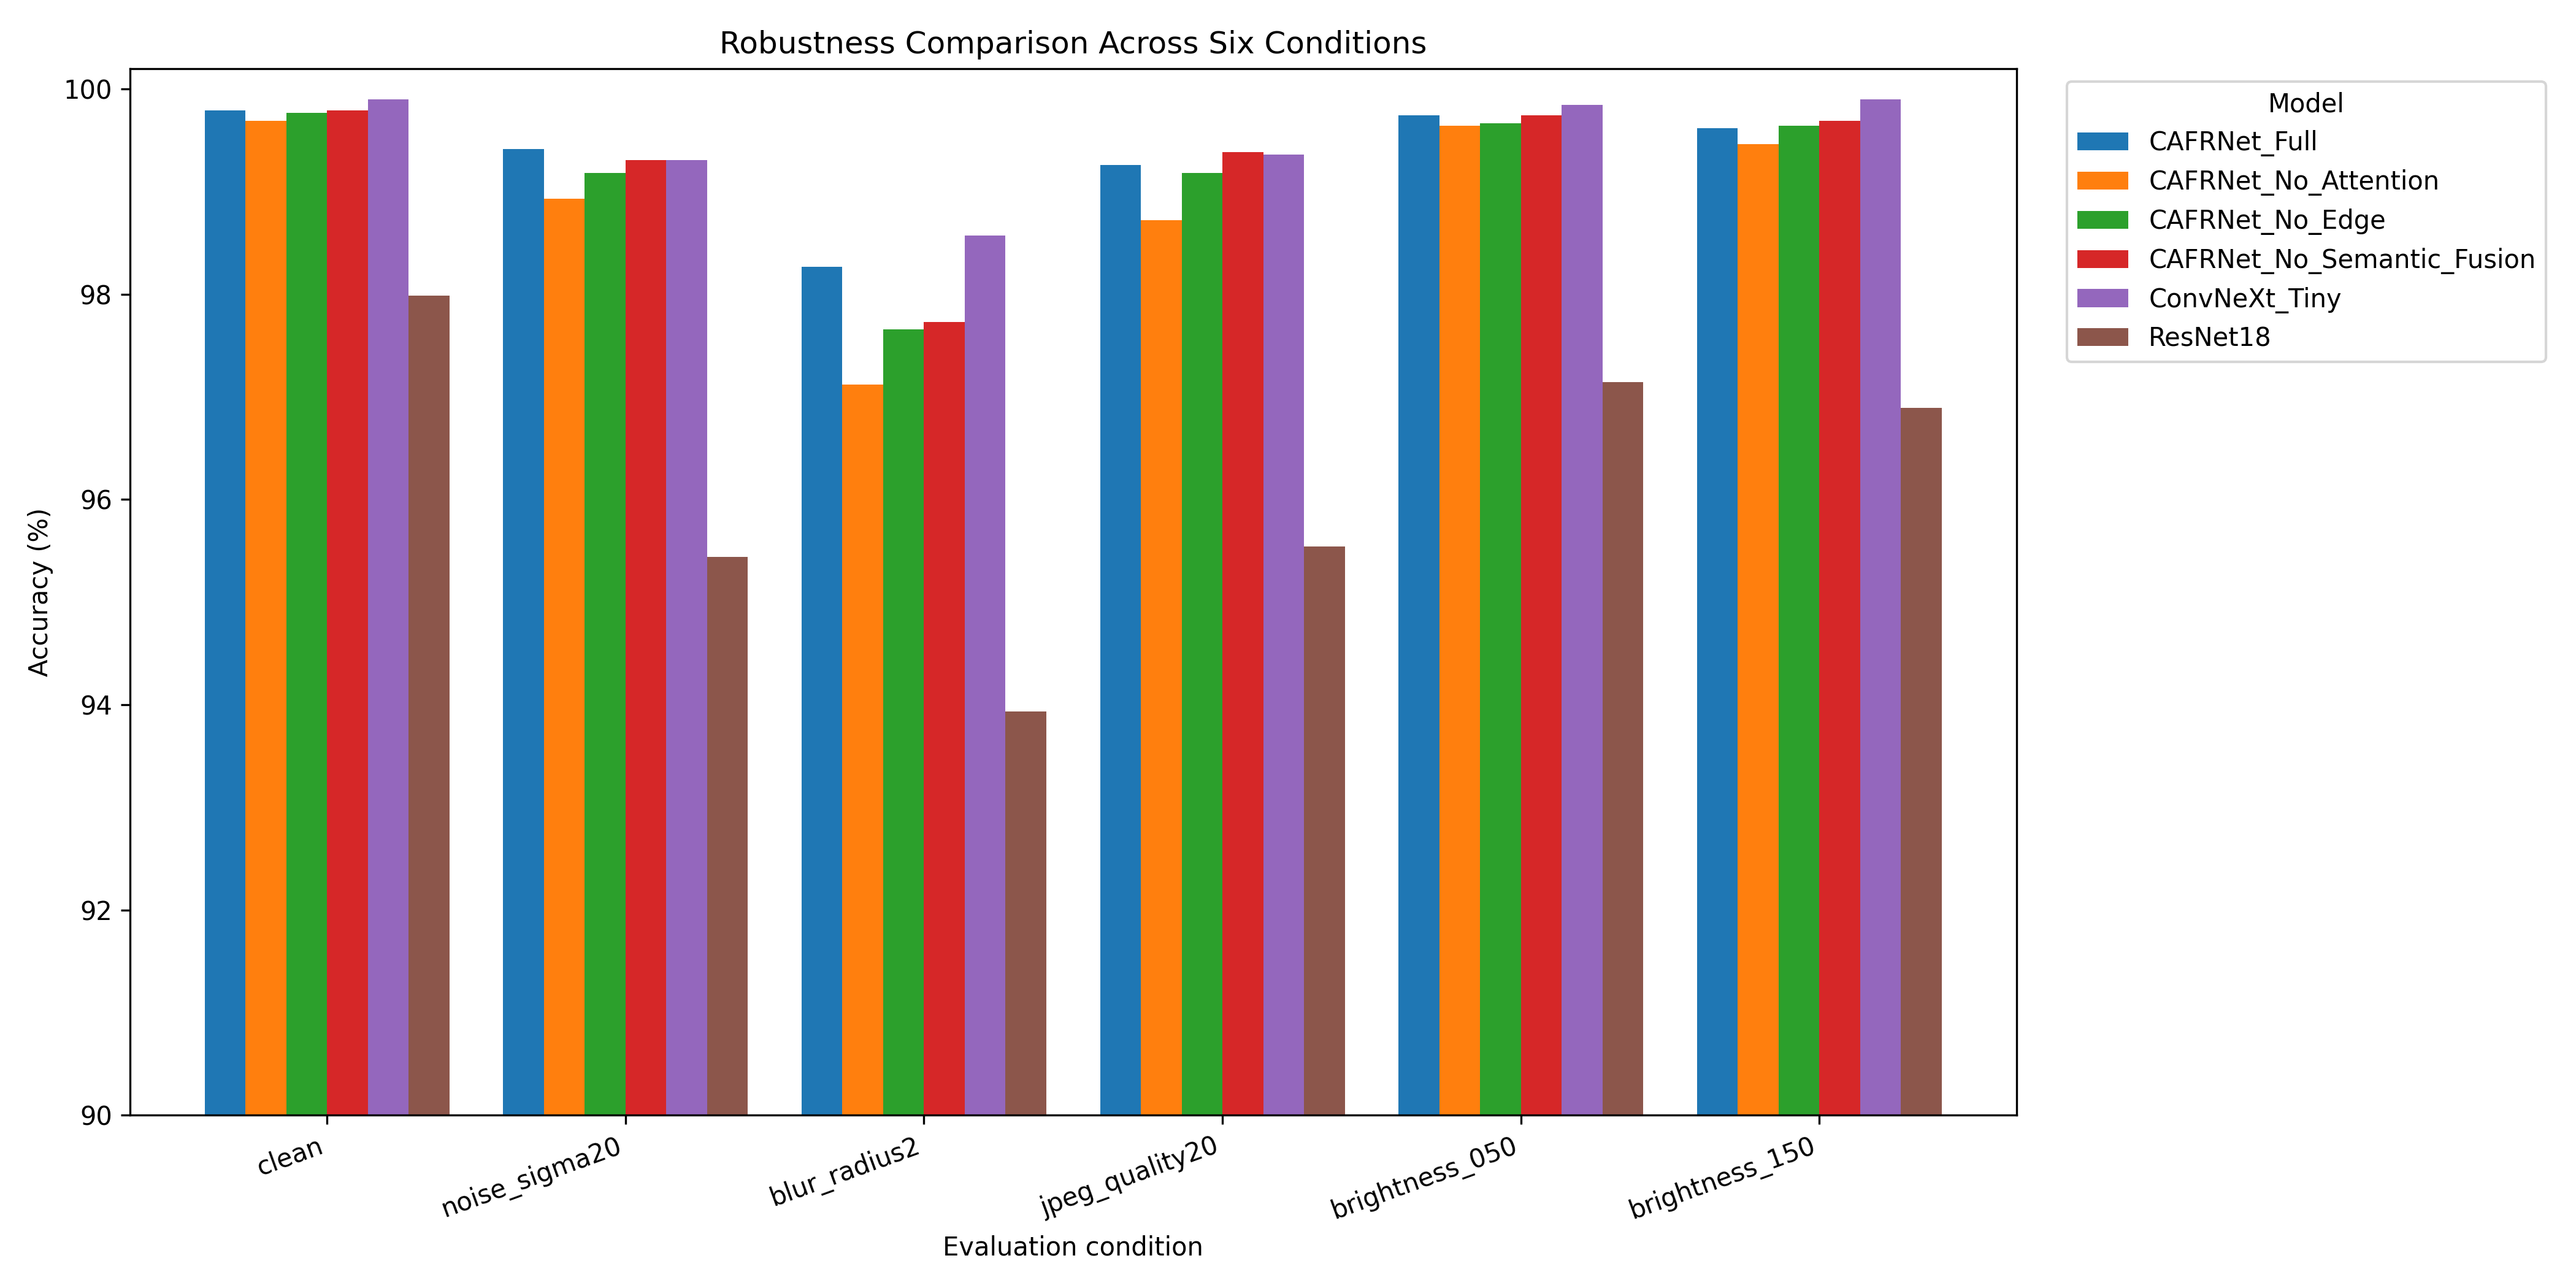 Robustness Comparison Across Six Conditions
Accuracy (%)
100
98
96
94
92
90
clean
noise_sigma20
blur_radius2
jpeg_quality20
brightness_050
brightness_150
Evaluation condition
Model
CAFRNet_Full
CAFRNet_No_Attention
CAFRNet_No_Edge
CAFRNet_No_Semantic_Fusion
ConvNeXt_Tiny
ResNet18